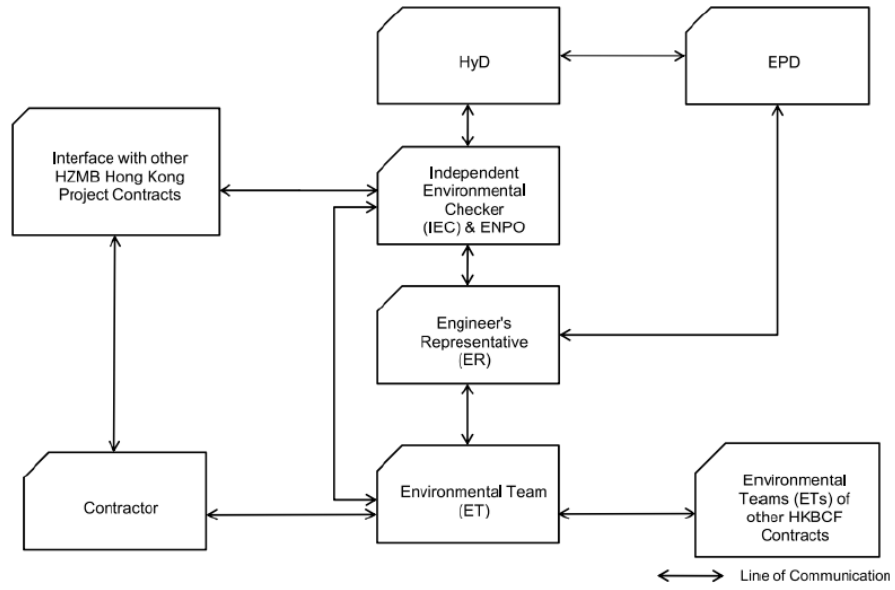 HyD
EPD
Interface with other
HZMB Hong Kong
Project Contracts
Independent
Environmental
Checker
(IEC) & ENPO
Engineer's
Representative
(ER)
Contractor
Environmental Team
(ET)
Environmental
Teams (ETs) of
other HKBCF
Contracts
Line of Communication